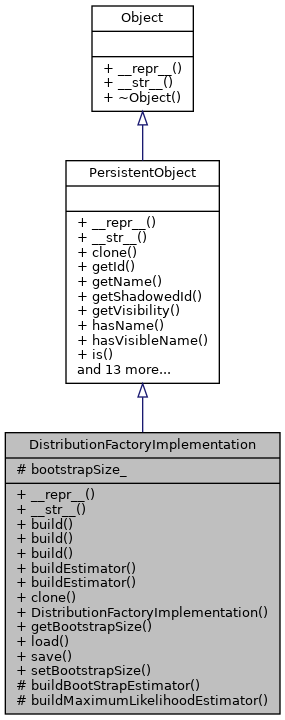 Object
+ __repr__()
+ __str__()
+ ~Object()
PersistentObject
+ __repr__()
+ __str__()
+ clone()
+ getId()
+ getName()
+ getShadowedId()
+ getVisibility()
+ hasName()
+ hasVisibleName()
+ is()
and 13 more...
DistributionFactoryImplementation
# bootstrapSize_
+ __repr__()
+ __str__()
+ build()
+ build()
+ build()
+ buildEstimator()
+ buildEstimator()
+ clone()
+ DistributionFactoryImplementation()
+ getBootstrapSize()
+ load()
+ save()
+ setBootstrapSize()
# buildBootStrapEstimator()
# buildMaximumLikelihoodEstimator()